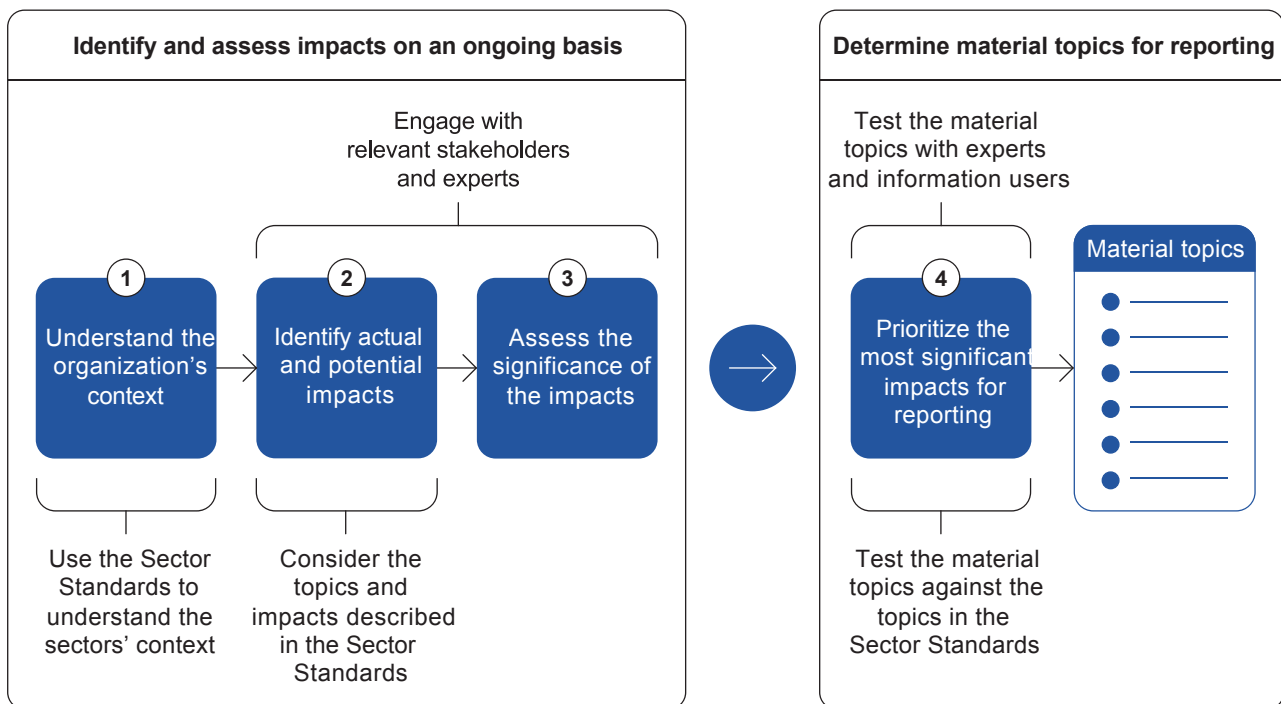 Identify and assess impacts on an ongoing basis
Engage with
relevant stakeholders
and experts
1
Understand the
organization’s
context
2
Identify actual
and potential
impacts
3
Assess the
significance of
the impacts
Use the Sector
Standards to
understand the
sectors’ context
Consider the
topics and
impacts described
in the Sector
Standards
Determine material topics for reporting
Test the material
topics with experts
and information users
4
Prioritize the
most significant
impacts for
reporting
Material topics
Test the material
topics against the
topics in the
Sector Standards